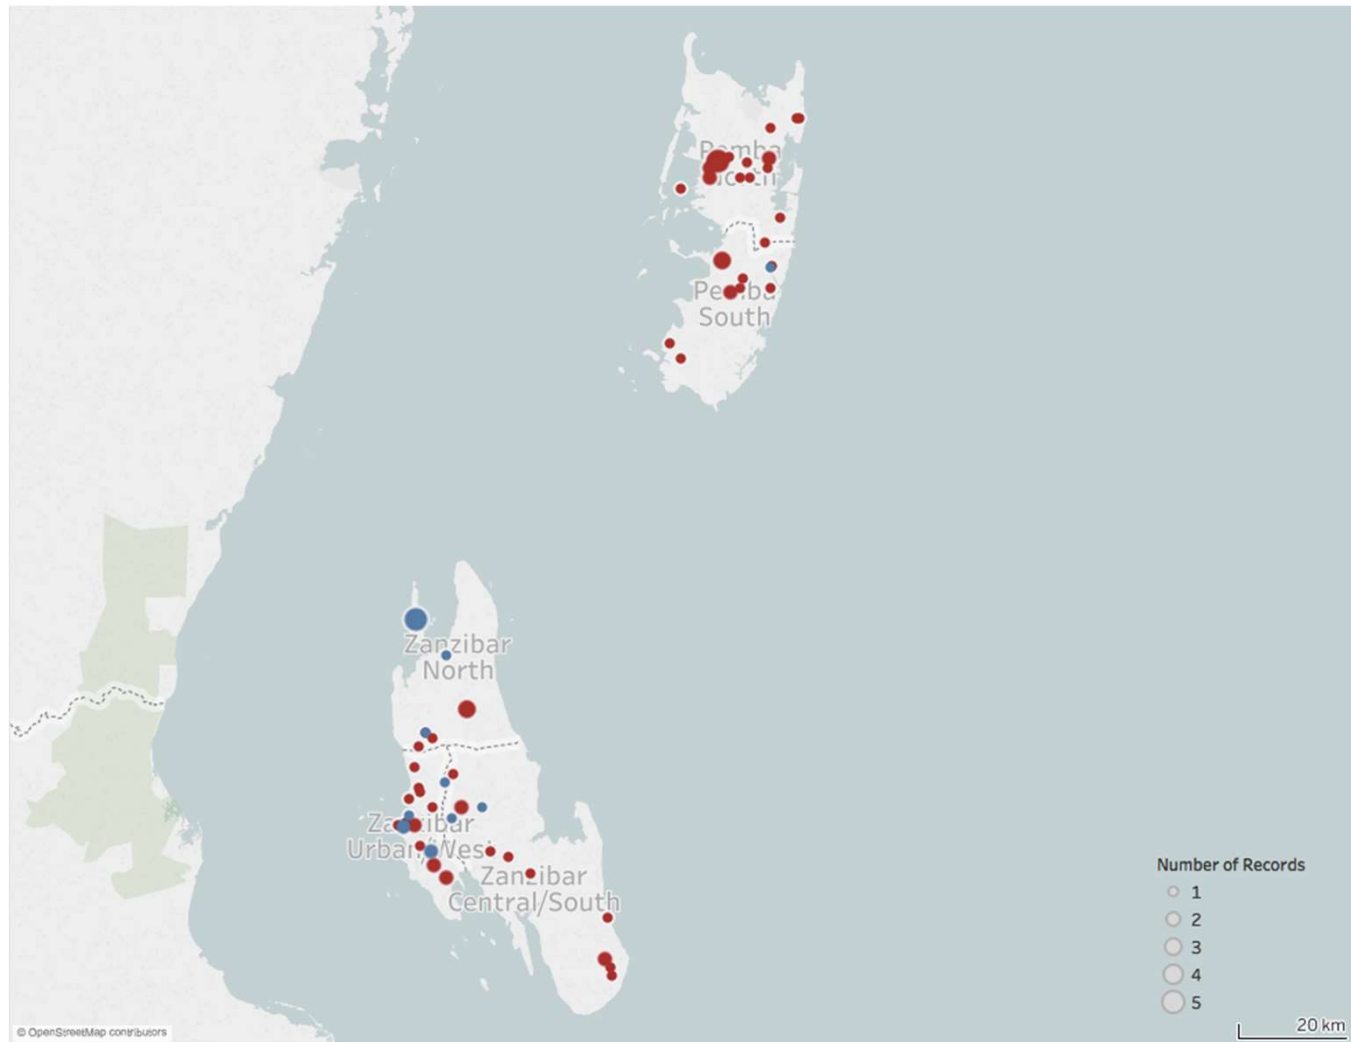 Pemba
North
Pemba
South
Zanzibar
North
Zanzibar
Urban/West
Zanzibar
Central/South
Number of Records
1
2
3
4
5
20 km
© OpenStreetMap contributors